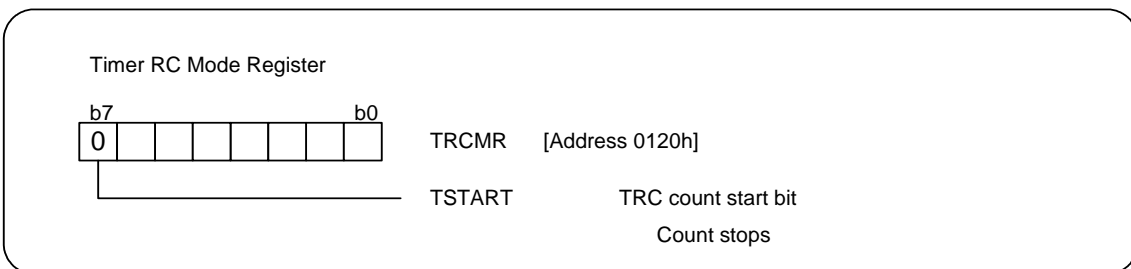 Timer RC Mode Register
b7 b0
0 TRCMR [Address 0120h]
TSTART TRC count start bit
Count stops